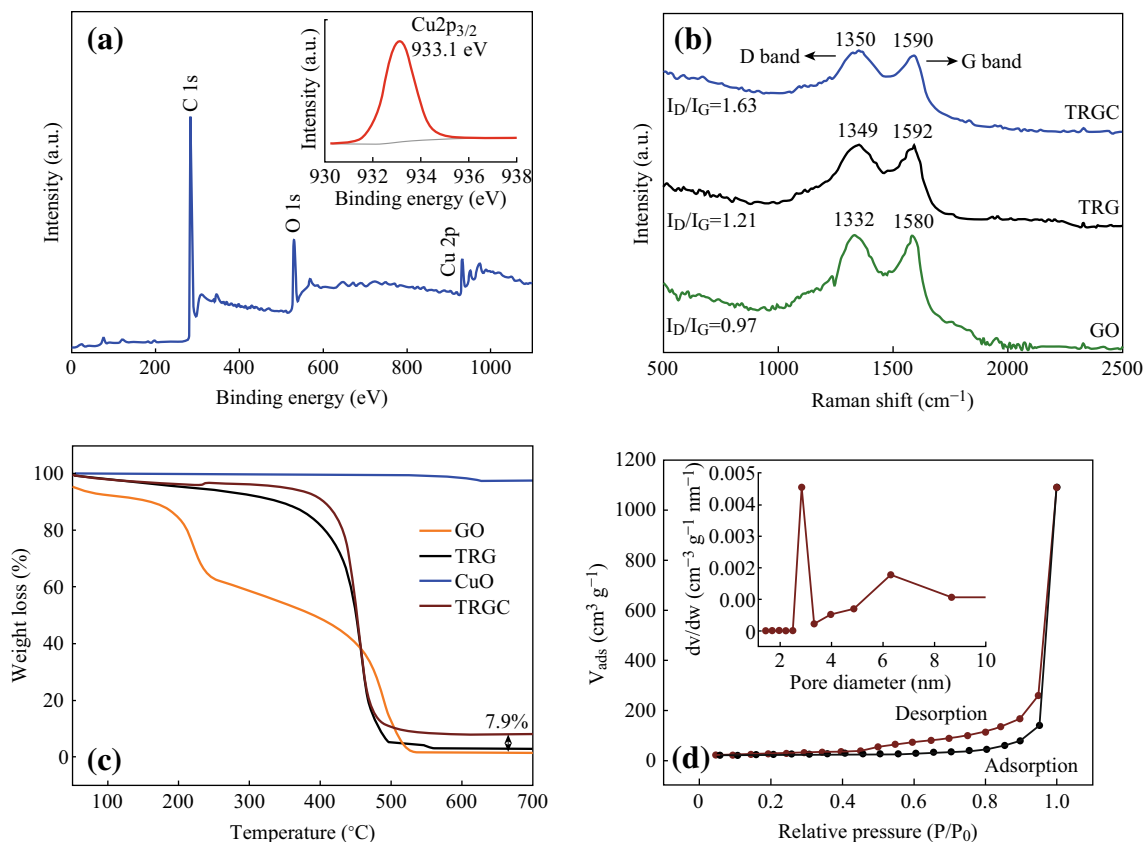 (a)
Cu2p3/2
933.1 eV
C 1s
O 1s
Cu 2p
Intensity (a.u.)
930 932 934 936 938
Binding energy (eV)
Intensity (a.u.)
0 200 400 600 800 1000
Binding energy (eV)
(b)
1350 1590
D band
G band
ID/IG=1.63
TRGC
1349 1592
ID/IG=1.21
TRG
1332 1580
ID/IG=0.97
GO
Intensity (a.u.)
500 1000 1500 2000 2500
Raman shift (cm−1)
100
80
60
40
20
0
Weight loss (%)
GO
TRG
CuO
TRGC
7.9%
(c)
100 200 300 400 500 600 700
Temperature (°C)
1200
1000
800
600
400
200
0
Vads (cm3 g−1)
0.005
0.004
0.002
0.00
0
dv/dw (cm−3 g−1 nm−1)
2 4 6 8 10
Pore diameter (nm)
Desorption
Adsorption
(d)
0 0.2 0.4 0.6 0.8 1.0
Relative pressure (P/P0)